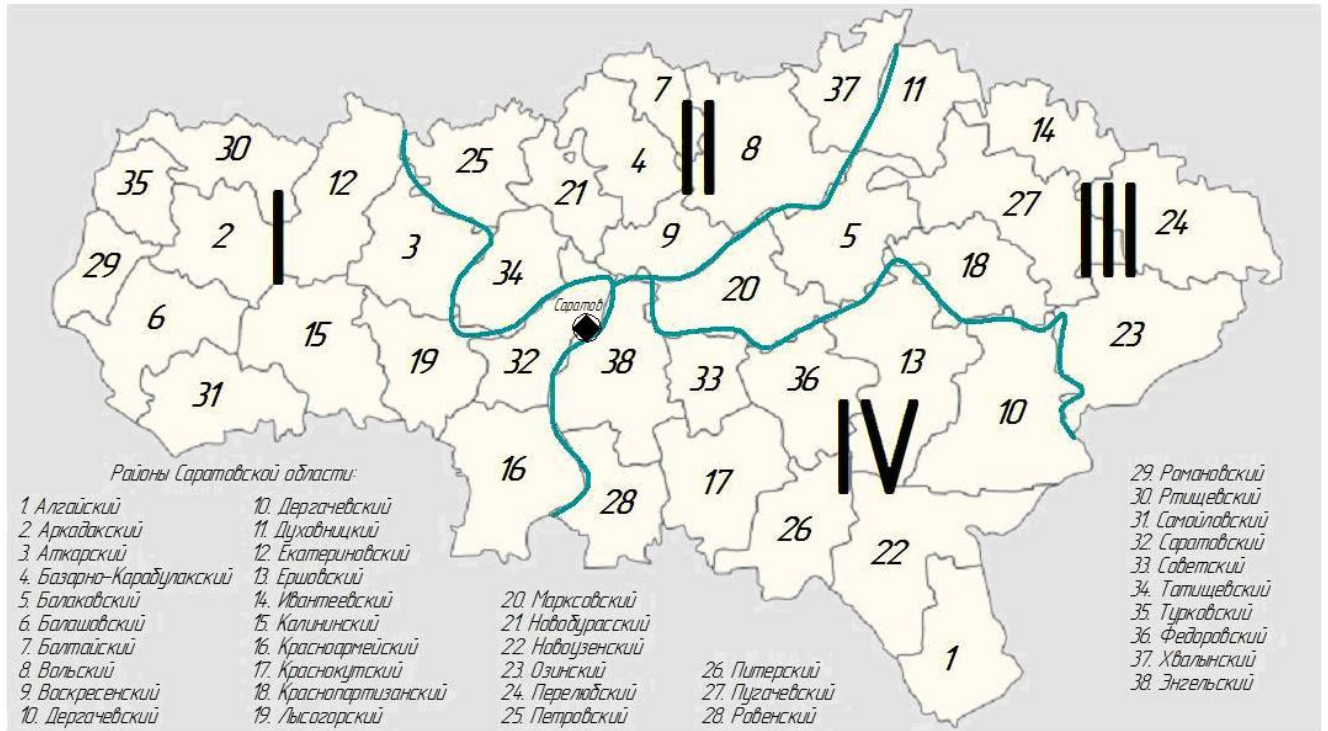 7
37
11
II
30
25
4
8
14
35
12
21
27
III
24
2
I
3
9
5
29
34
20
18
6
15
Саратов
19
32
38
33
36
13
23
31
10
IV
16
28
17
26
22
1
Районы Саратовской области:
1. Алгайский
2. Аркадакский
3. Аткарский
4. Базарно-Карабулакский
5. Балаковский
6. Балашовский
7. Балтайский
8. Вольский
9. Воскресенский
10. Дергачевский
10. Дергачевский
11. Духовницкий
12. Екатериновский
13. Ершовский
14. Ивантеевский
15. Калининский
16. Красноармейский
17. Краснокутский
18. Краснопартизанский
19. Лысогорский
20. Марксовский
21. Новобурасский
22. Новоузенский
23. Озинский
24. Перелюбский
25. Петровский
26. Питерский
27. Пугачевский
28. Ровенский
29. Романовский
30. Ртищевский
31. Самойловский
32. Саратовский
33. Советский
34. Татищевский
35. Турковский
36. Федоровский
37. Хвалынский
38. Энгельский